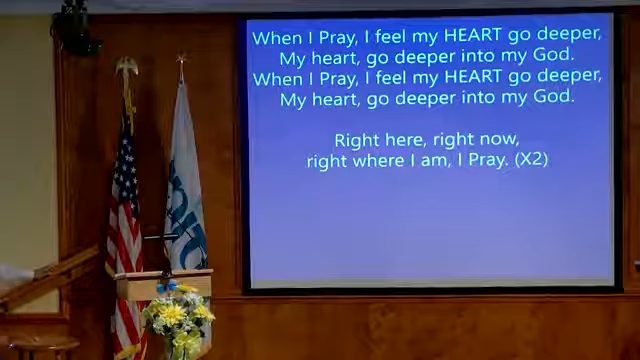 When I Pray, I feel my HEART go deeper,
My heart, go deeper into my God.
When I Pray, I feel my HEART go deeper,
My heart, go deeper into my God.
Right here, right now,
right where I am, I Pray. (X2)